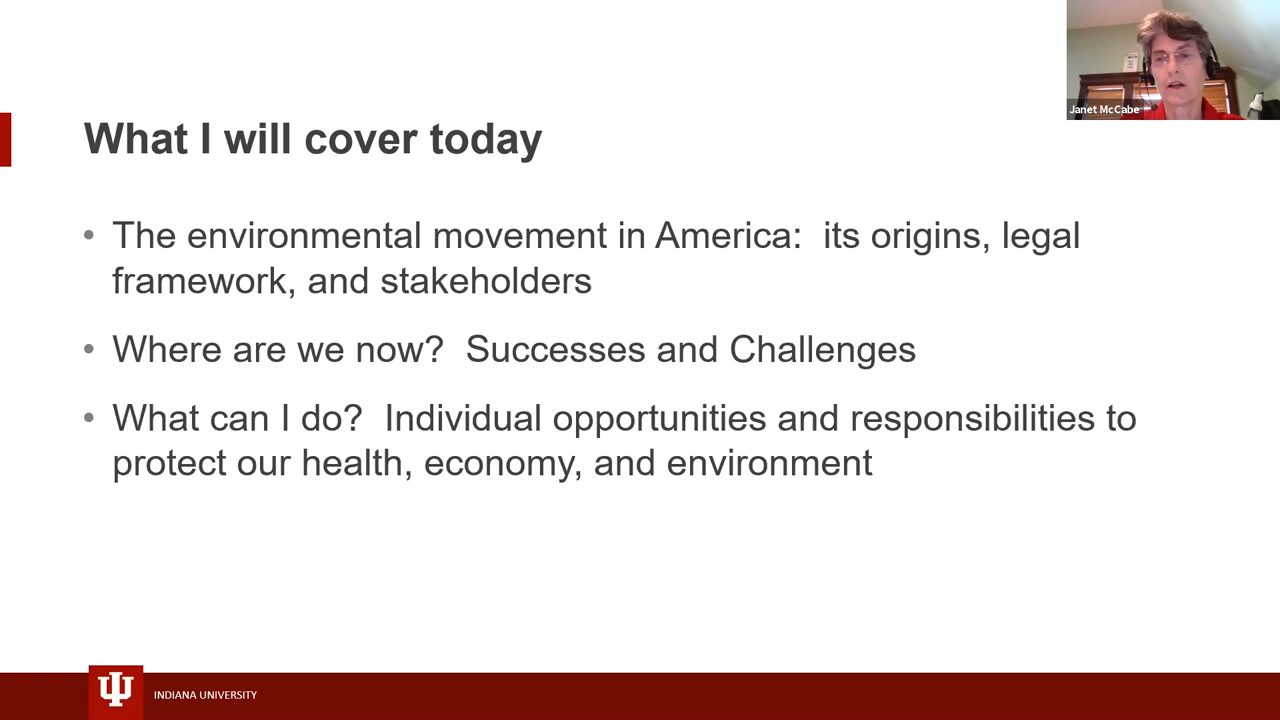 Janet McCabe
What I will cover today
• The environmental movement in America:  its origins, legal
framework, and stakeholders
• Where are we now?  Successes and Challenges
• What can I do?  Individual opportunities and responsibilities to
protect our health, economy, and environment
INDIANA UNIVERSITY